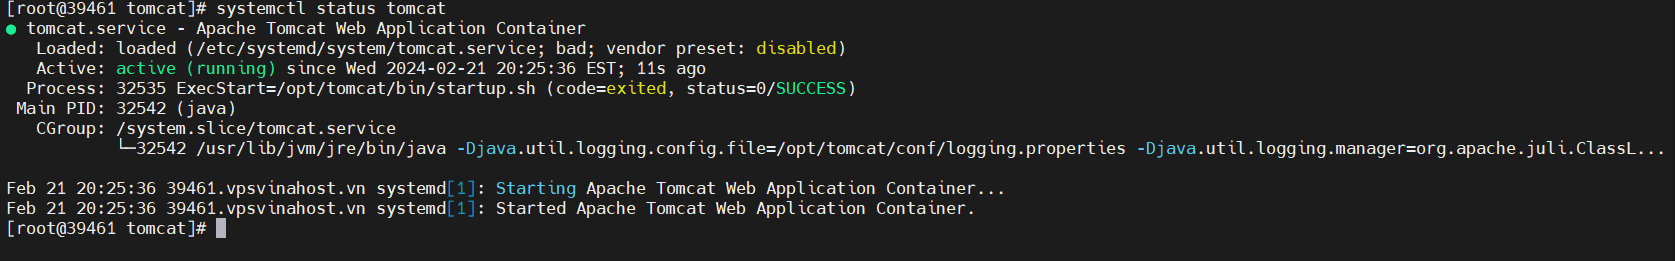 [root@39461 tomcat]# systemctl status tomcat
● tomcat.service - Apache Tomcat Web Application Container
   Loaded: loaded (/etc/systemd/system/tomcat.service; bad; vendor preset: disabled)
   Active: active (running) since Wed 2024-02-21 20:25:36 EST; 11s ago
  Process: 32535 ExecStart=/opt/tomcat/bin/startup.sh (code=exited, status=0/SUCCESS)
 Main PID: 32542 (java)
   CGroup: /system.slice/tomcat.service
           └─32542 /usr/lib/jvm/jre/bin/java -Djava.util.logging.config.file=/opt/tomcat/conf/logging.properties -Djava.util.logging.manager=org.apache.juli.ClassL...
Feb 21 20:25:36 39461.vpsvinahost.vn systemd[1]: Starting Apache Tomcat Web Application Container...
Feb 21 20:25:36 39461.vpsvinahost.vn systemd[1]: Started Apache Tomcat Web Application Container.
[root@39461 tomcat]#